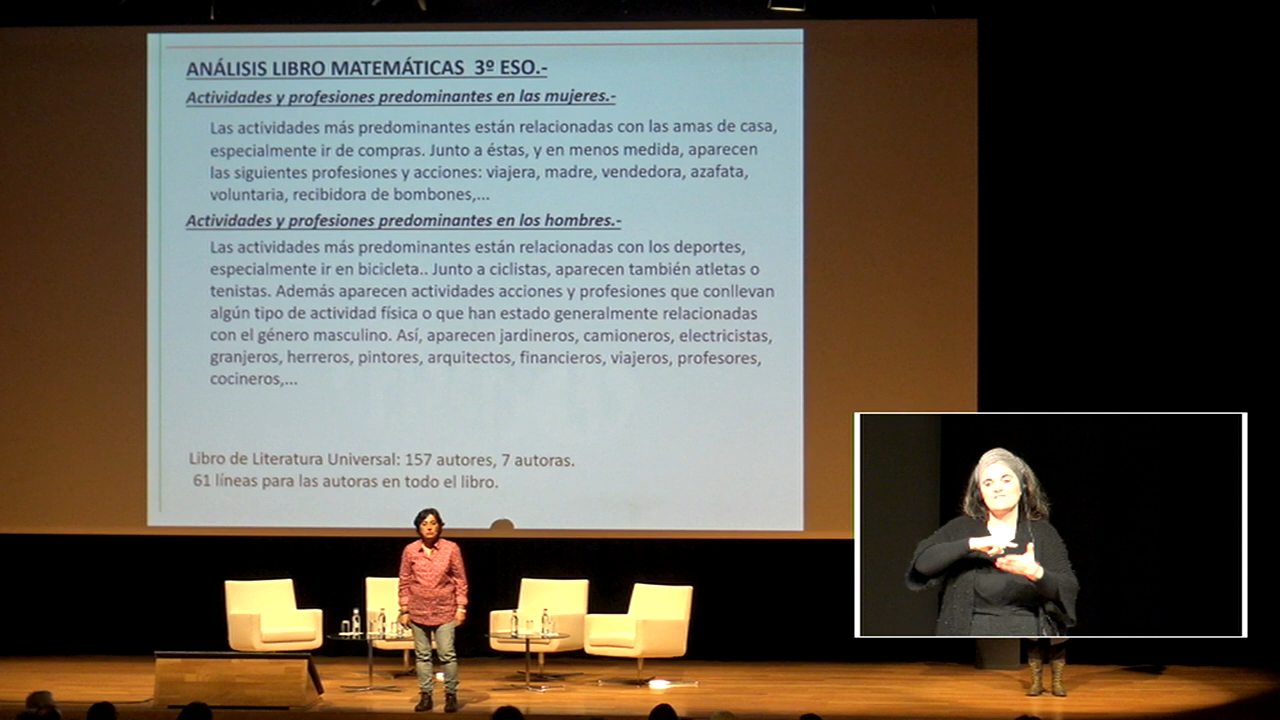 ANÁLISIS LIBRO MATEMÁTICAS 3º ESO.-
Actividades y profesiones predominantes en las mujeres.-
Las actividades más predominantes están relacionadas con las amas de casa,
especialmente ir de compras. Junto a éstas, y en menos medida, aparecen
las siguientes profesiones y acciones: viajera, madre, vendedora, azafata,
voluntaria, recibidora de bombones,...
Actividades y profesiones predominantes en los hombres.-
Las actividades más predominantes están relacionadas con los deportes,
especialmente ir en bicicleta.. Junto a ciclistas, aparecen también atletas o
tenistas. Además aparecen actividades acciones y profesiones que conllevan
algún tipo de actividad física o que han estado generalmente relacionadas
con el género masculino. Así, aparecen jardineros, camioneros, electricistas,
granjeros, herreros, pintores, arquitectos, financieros, viajeros, profesores,
cocineros,...
Libro de Literatura Universal: 157 autores, 7 autoras.
61 líneas para las autoras en todo el libro.